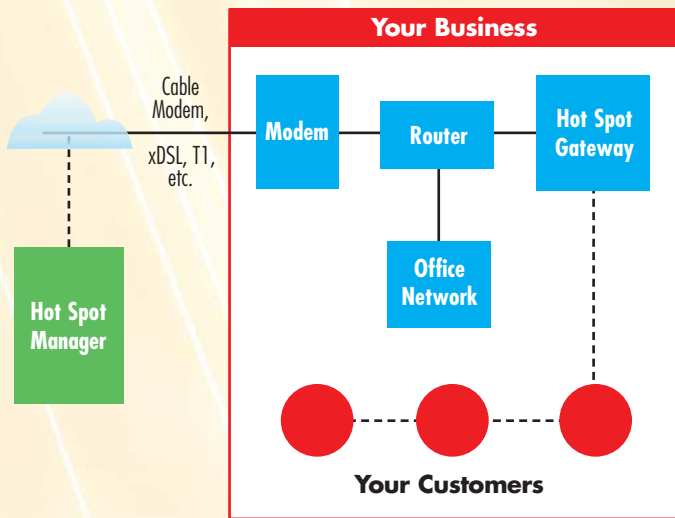 Your Business
Cable
Modem,
xDSL, T1,
etc.
Modem
Router
Hot Spot
Gateway
Office
Network
Hot Spot
Manager
Your Customers